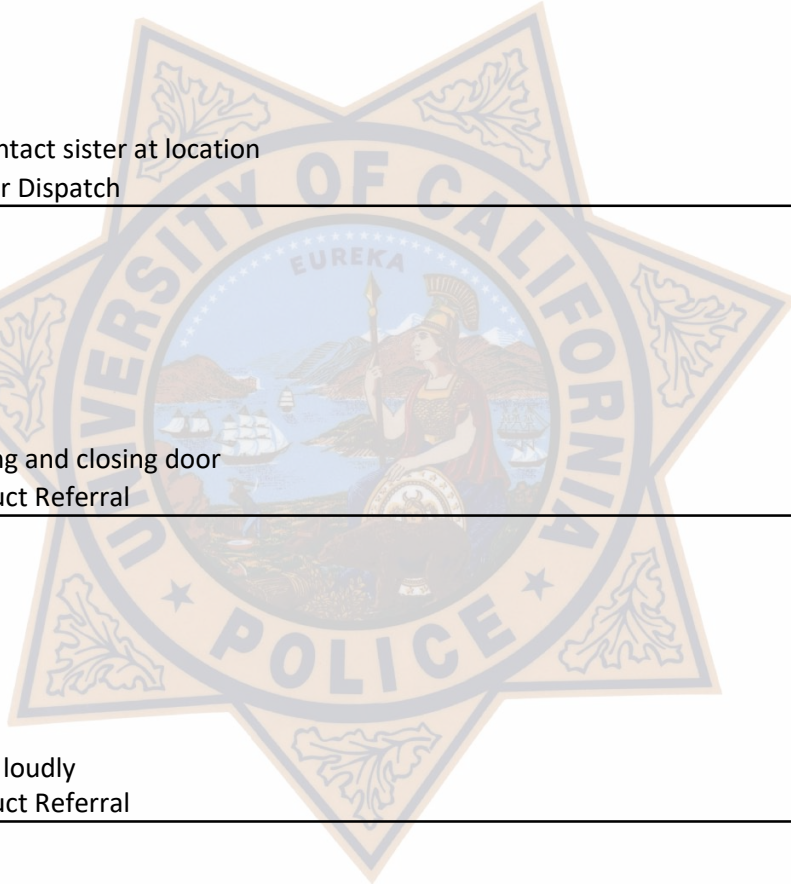 ntact sister at location
r Dispatch
UNIVERSITY OF CALIFORNIA
EUREKA
ng and closing door
uct Referral
POLICE
loudly
uct Referral